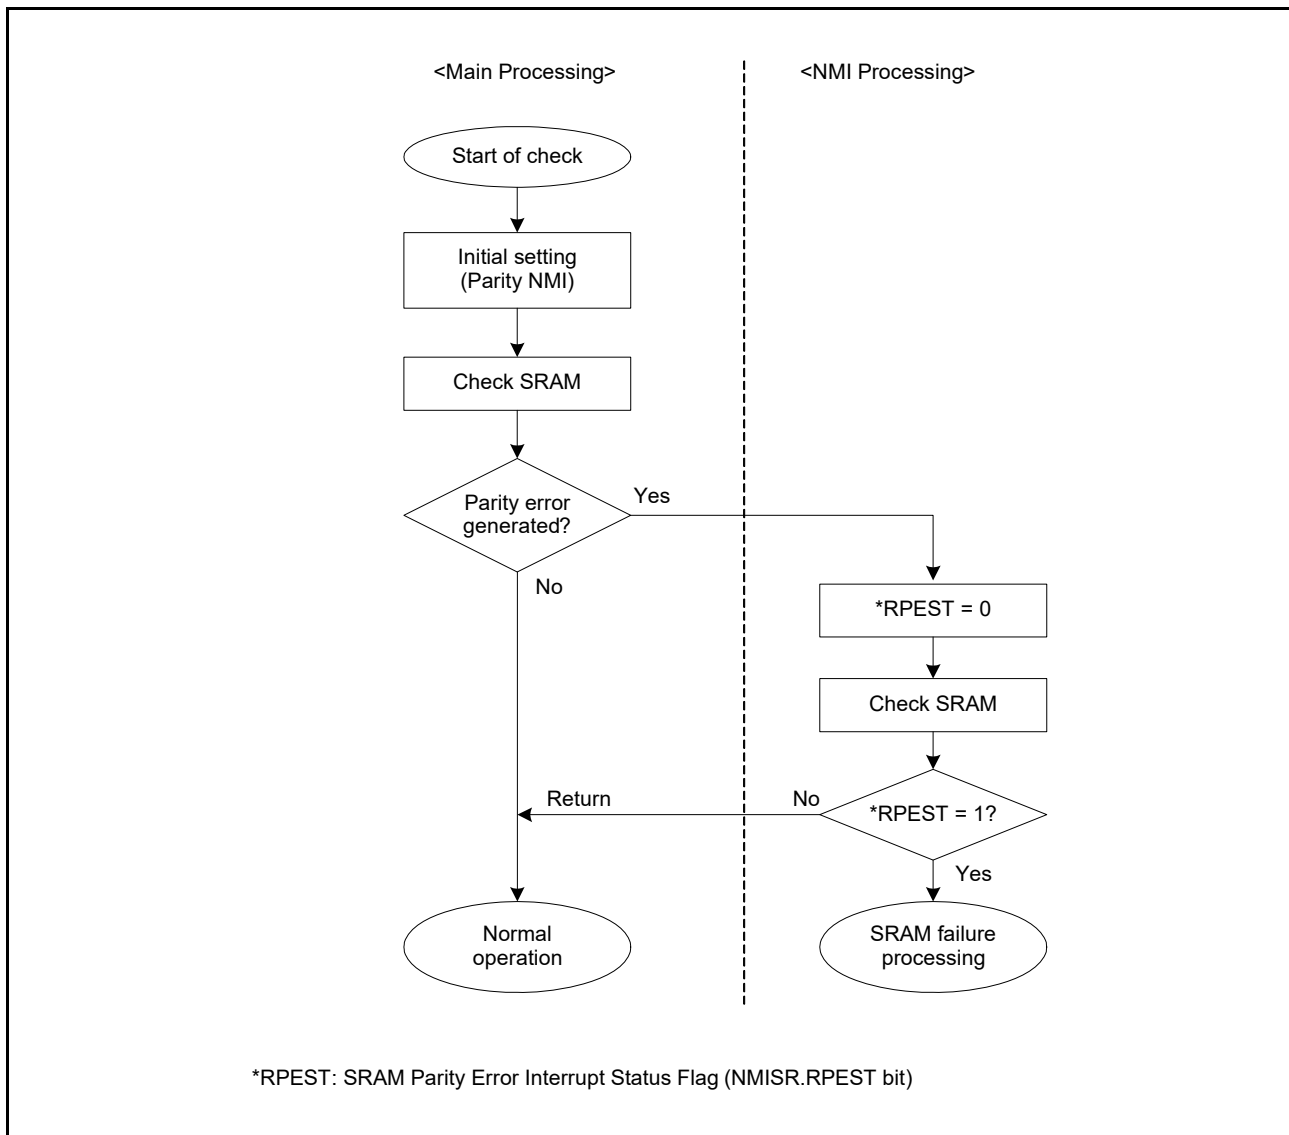 <Main Processing>
<NMI Processing>
Start of check
Initial setting
(Parity NMI)
Check SRAM
Parity error
generated?
Yes
No
*RPEST = 0
Check SRAM
*RPEST = 1?
No
Return
Yes
Normal
operation
SRAM failure
processing
*RPEST: SRAM Parity Error Interrupt Status Flag (NMISR.RPEST bit)